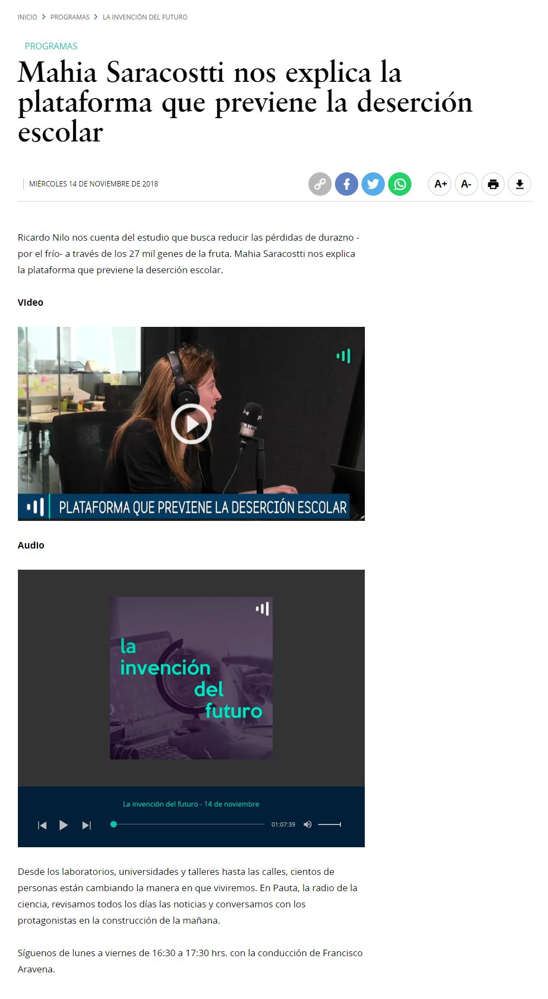 INICIO > PROGRAMAS > LA INVENCIÓN DEL FUTURO
PROGRAMAS
Mahia Saracostti nos explica la
plataforma que previene la deserción
escolar
MIÉRCOLES 14 DE NOVIEMBRE DE 2018
A+ A-
Ricardo Nilo nos cuenta del estudio que busca reducir las pérdidas de durazno -
por el frío- a través de los 27 mil genes de la fruta. Mahia Saracostti nos explica
la plataforma que previene la deserción escolar.
VIdeo
PLATAFORMA QUE PREVIENE LA DESERCIÓN ESCOLAR
AudIo
la
invención
del
futuro
La invención del futuro - 14 de noviembre
01:07:39
Desde los laboratorios, universidades y talleres hasta las calles, cientos de
personas están cambiando la manera en que viviremos. En Pauta, la radio de la
ciencia, revisamos todos los días las noticias y conversamos con los
protagonistas en la construcción de la mañana.
Síguenos de lunes a viernes de 16:30 a 17:30 hrs. con la conducción de Francisco
Aravena.